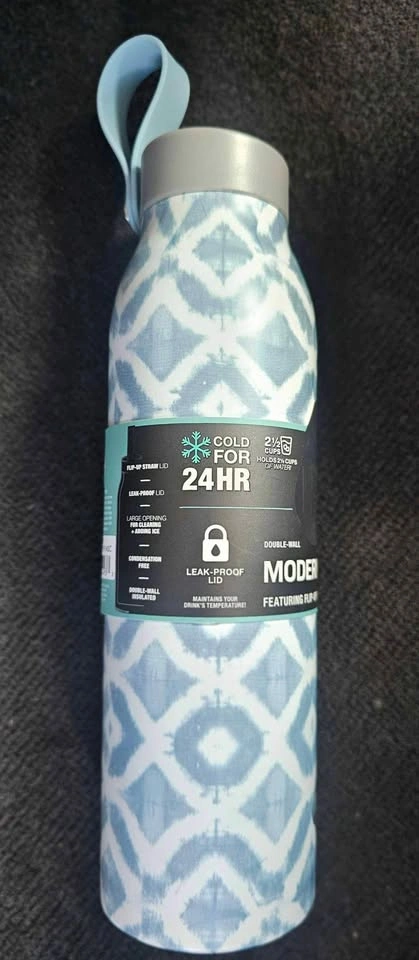 FLIP-UP STRAW LID
LEAK-PROOF LID
LARGE OPENING
FOR CLEANING
+ ADDING ICE
CONDENSATION
FREE
DOUBLE-WALL
INSULATED
COLD
FOR
24HR
LEAK-PROOF
LID
MAINTAINS YOUR
DRINK'S TEMPERATURE!
2½
CUPS
HOLDS 2½ CUPS
OF WATER!
DOUBLE-WALL
MODER
FEATURING FLIP-